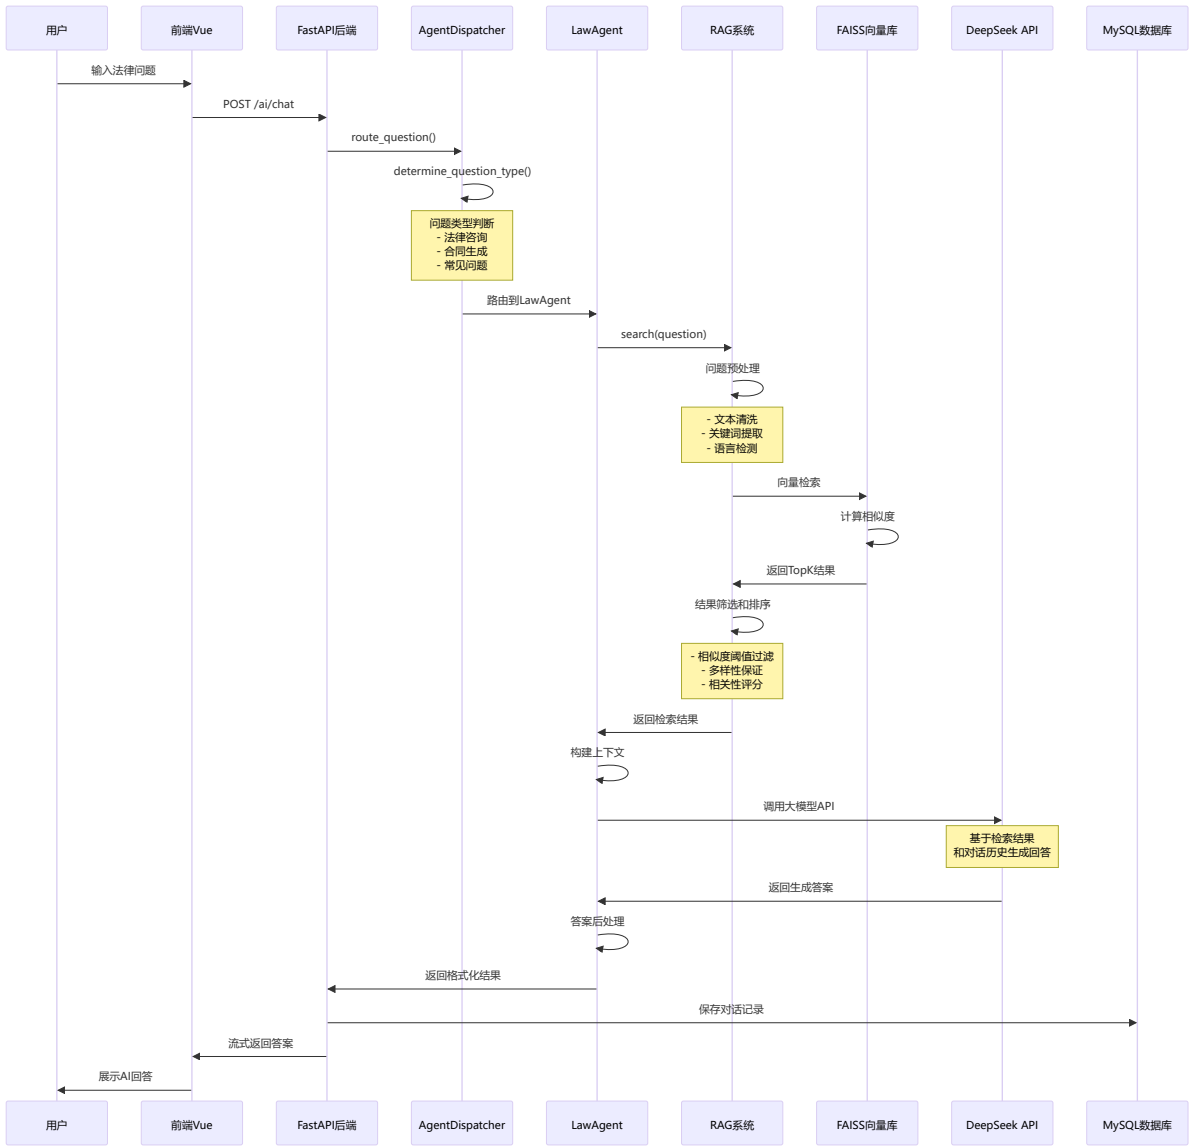 用户
前端Vue
FastAPI后端
AgentDispatcher
LawAgent
RAG系统
FAISS向量库
DeepSeek API
MySQL数据库
输入法律问题
POST /ai/chat
route_question()
determine_question_type()
问题类型判断
- 法律咨询
- 合同生成
- 常见问题
路由到LawAgent
search(question)
问题预处理
- 文本清洗
- 关键词提取
- 语言检测
向量检索
计算相似度
返回TopK结果
结果筛选和排序
- 相似度阈值过滤
- 多样性保证
- 相关性评分
返回检索结果
构建上下文
调用大模型API
基于检索结果
和对话历史生成回答
返回生成答案
答案后处理
返回格式化结果
保存对话记录
流式返回答案
展示AI回答
用户
前端Vue
FastAPI后端
AgentDispatcher
LawAgent
RAG系统
FAISS向量库
DeepSeek API
MySQL数据库